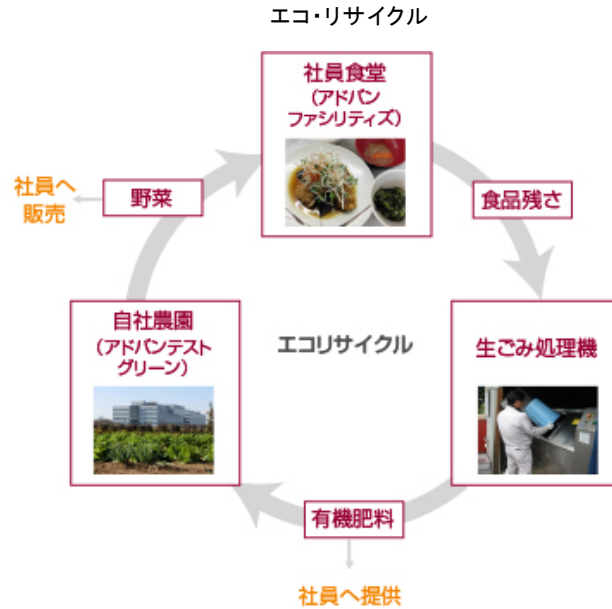 エコ・リサイクル
社員食堂
(アドバン
ファシリティズ)
社員へ
販売
野菜
食品残さ
自社農園
(アドバンテスト
グリーン)
エコリサイクル
生ごみ処理機
有機肥料
社員へ提供